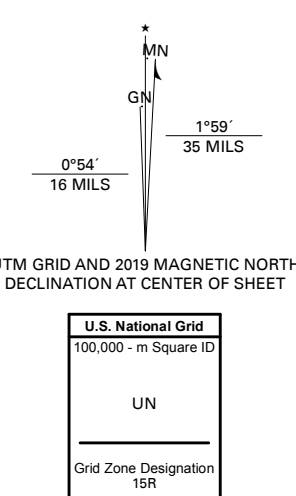 ★
MN
GN
1°59´
35 MILS
0°54´
16 MILS
UTM GRID AND 2019 MAGNETIC NORTH
DECLINATION AT CENTER OF SHEET
U.S. National Grid
100,000 - m Square ID
UN
Grid Zone Designation
15R